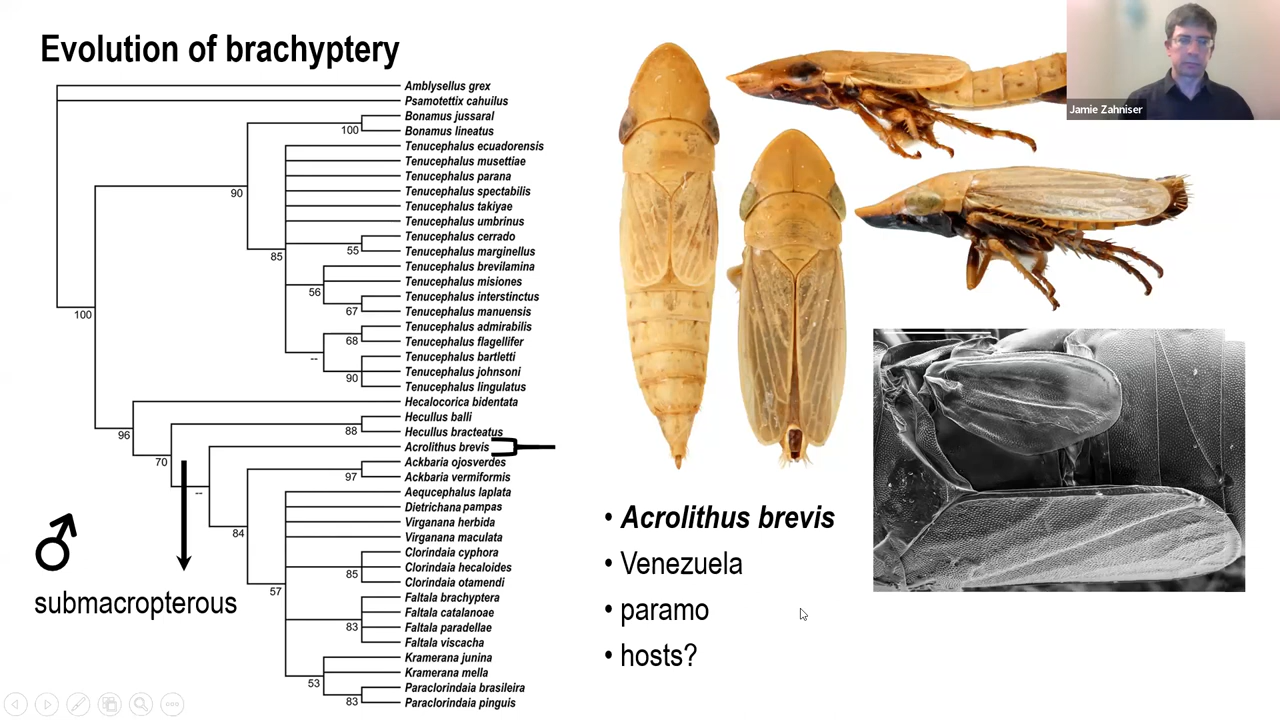 Evolution of brachyptery
Amblysellus grex
Psamotettix cahuilus
Bonamus jussaral
100
Bonamus lineatus
Tenucephalus ecuadorensis
Tenucephalus musettiae
Tenucephalus parana
90
Tenucephalus spectabilis
Tenucephalus takiyae
Tenucephalus umbrinus
Tenucephalus cerrado
55
Tenucephalus marginellus
85
Tenucephalus brevilamina
Tenucephalus misiones
56
Tenucephalus interstinctus
67
Tenucephalus manuensis
100
Tenucephalus admirabilis
68
Tenucephalus flagellifer
--
Tenucephalus bartletti
Tenucephalus johnsoni
90
Tenucephalus lingulatus
Hecalocorica bidentata
Hecullus balli
96
88
Hecullus bracteatus
Acrolithus brevis
70
Ackbaria ojosverdes
97
Ackbaria vermiformis
--
Aequcephalus laplata
Dietrichana pampas
Virganana herbida
84
Virganana maculata
Clorindaia cyphora
Clorindaia hecaloides
85
Clorindaia otamendi
57
Faltala brachyptera
Faltala catalanoae
Faltala paradellae
83
Faltala viscacha
Kramerana junina
Kramerana mella
53
Paraclorindaia brasileira
83
Paraclorindaia pinguis
♂
submacropterous
• Acrolithus brevis
• Venezuela
• paramo
• hosts?
Jamie Zahniser